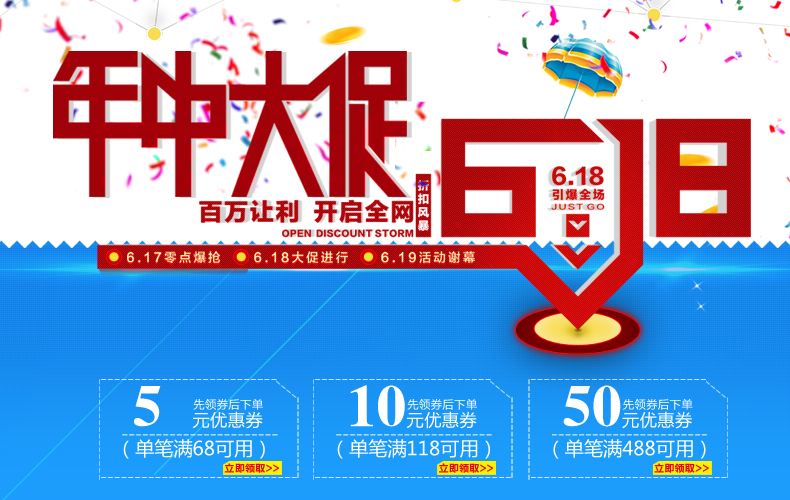 年中大促
618
6.18
引爆全场
JUST GO
百万让利 开启全网
折扣风暴
OPEN DISCOUNT STORM
6.17零点爆抢 6.18大促进行 6.19活动谢幕
5 先领券后下单
元优惠券
(单笔满68可用)
立即领取>>
10 先领券后下单
元优惠券
(单笔满118可用)
立即领取>>
50 先领券后下单
元优惠券
(单笔满488可用)
立即领取>>